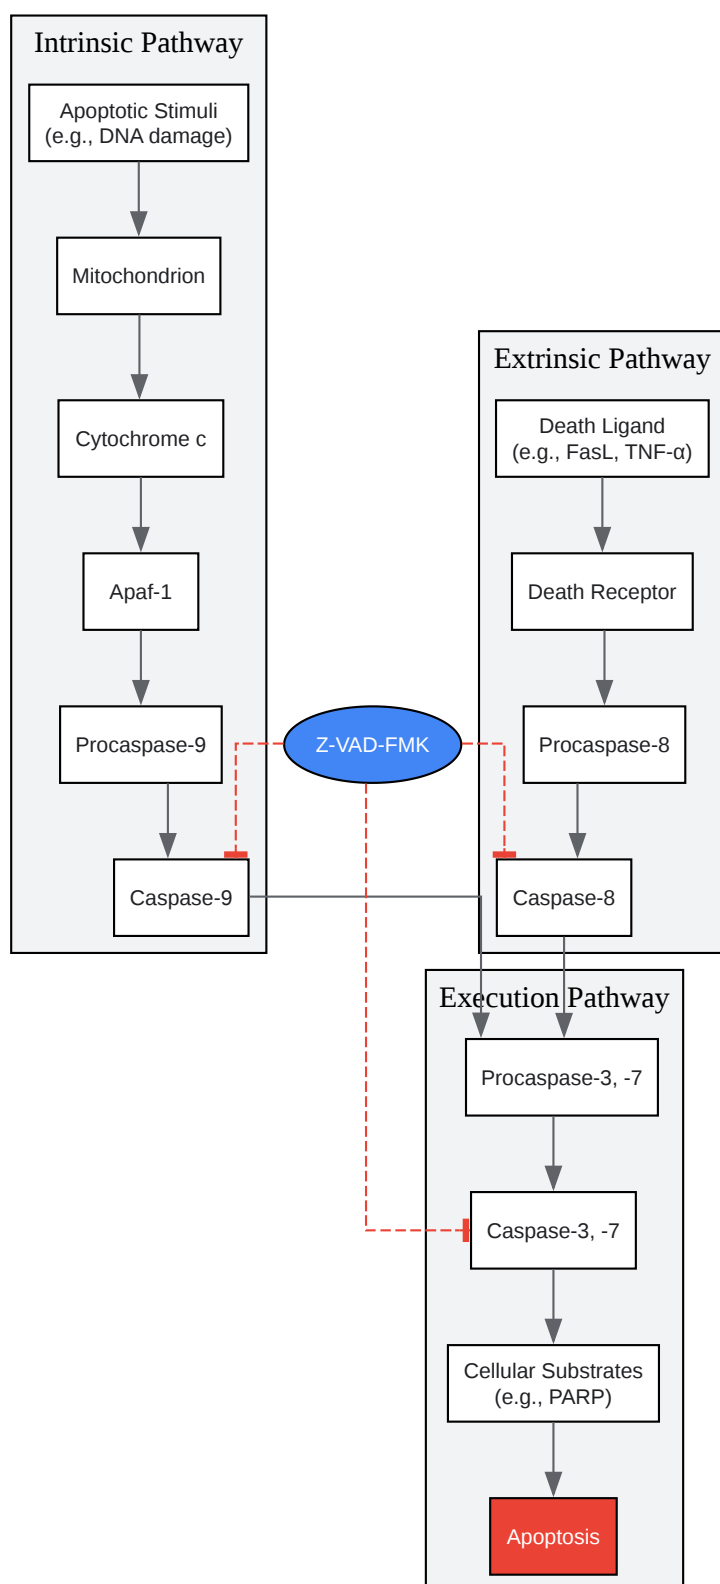 Intrinsic Pathway
Apoptotic Stimuli
(e.g., DNA damage)
Mitochondrion
Cytochrome c
Apaf-1
Procaspase-9
Caspase-9
Z-VAD-FMK
Extrinsic Pathway
Death Ligand
(e.g., FasL, TNF-α)
Death Receptor
Procaspase-8
Caspase-8
Execution Pathway
Procaspase-3, -7
Caspase-3, -7
Cellular Substrates
(e.g., PARP)
Apoptosis